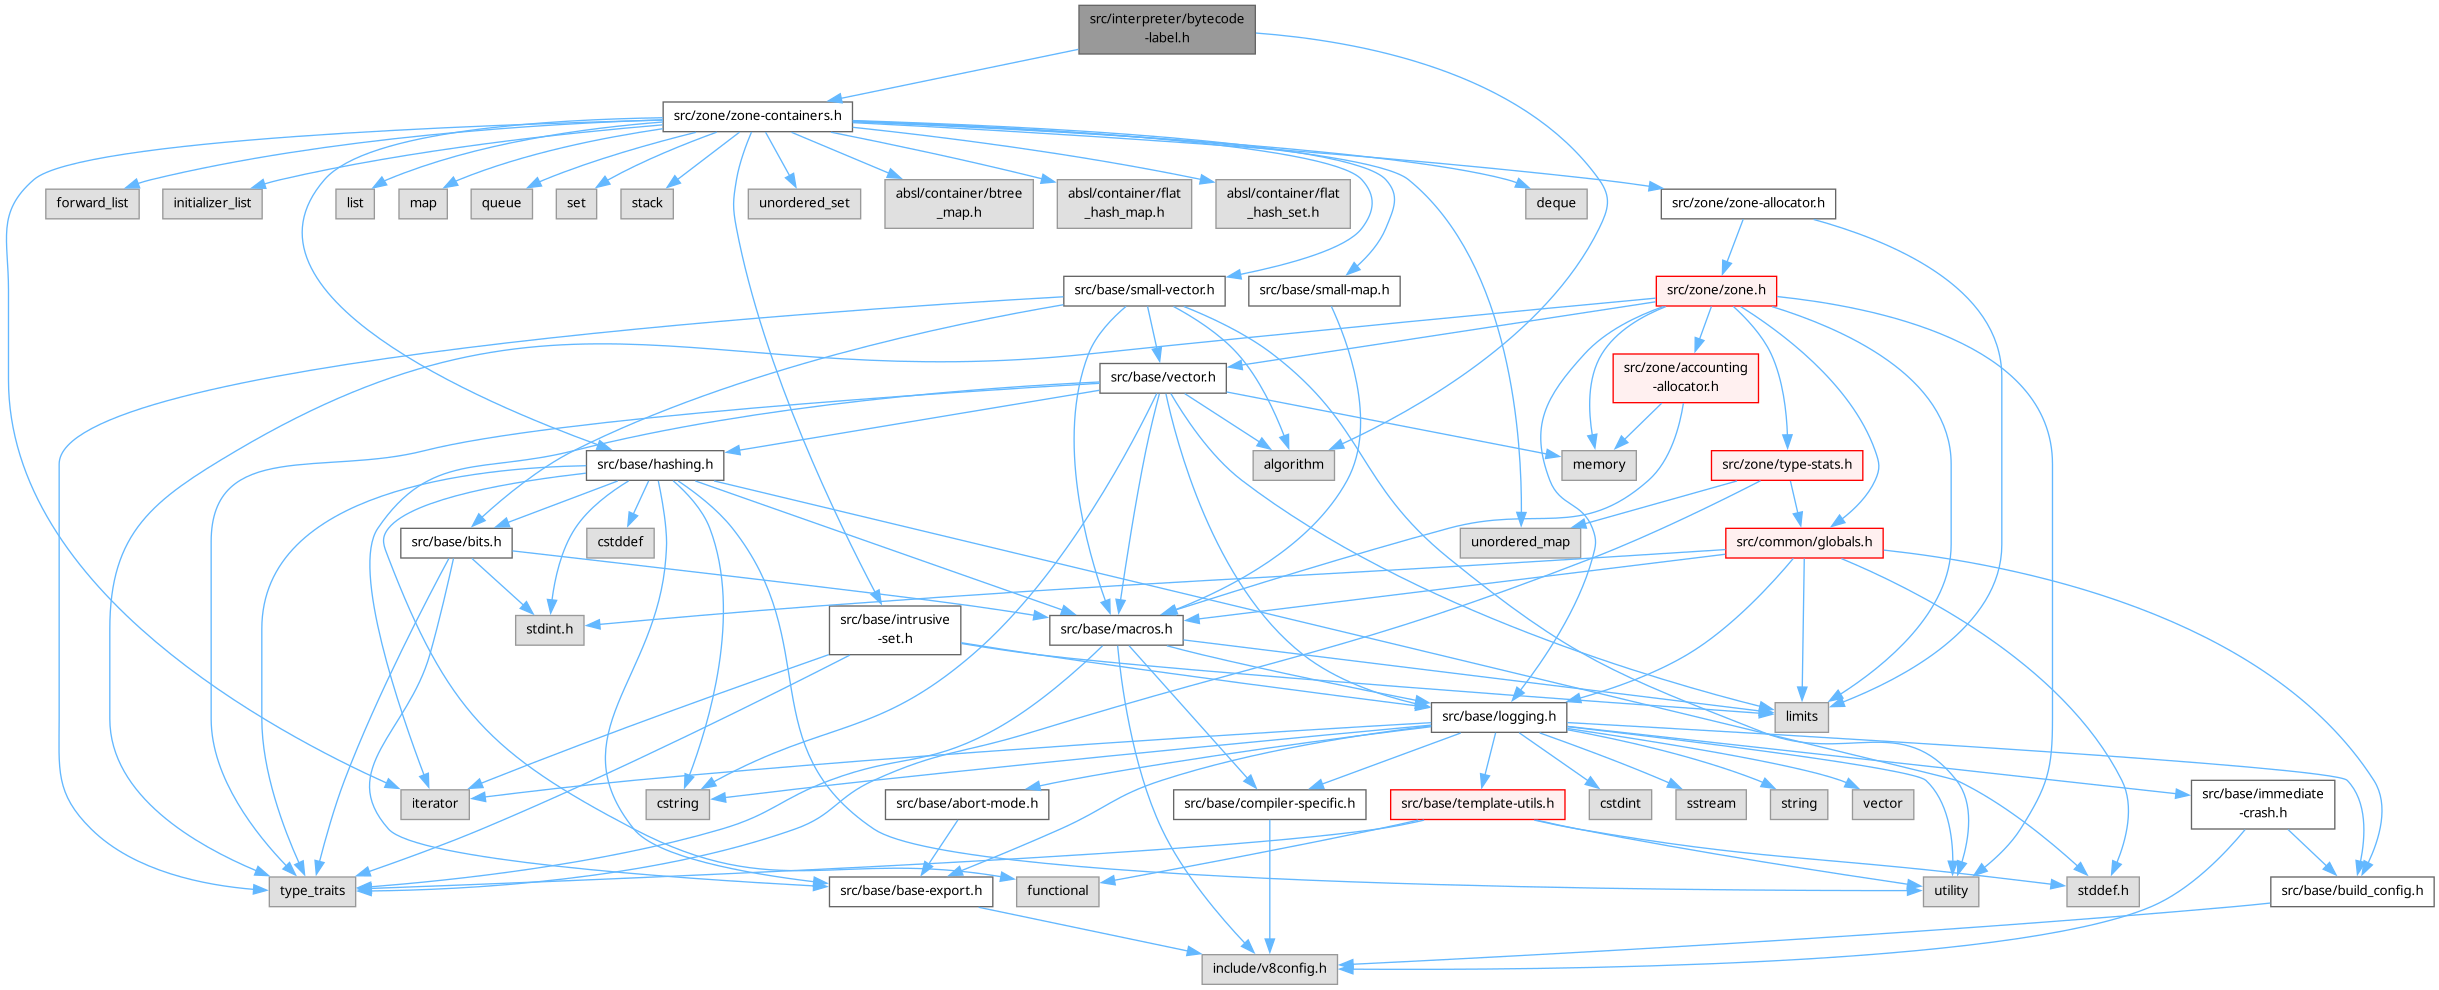 src/interpreter/bytecode
-label.h
src/zone/zone-containers.h
forward_list
initializer_list
list
map
queue
set
stack
unordered_set
absl/container/btree
_map.h
absl/container/flat
_hash_map.h
absl/container/flat
_hash_set.h
deque
src/zone/zone-allocator.h
src/base/small-vector.h
src/base/small-map.h
src/zone/zone.h
src/base/vector.h
src/zone/accounting
-allocator.h
src/base/hashing.h
algorithm
memory
src/zone/type-stats.h
src/base/bits.h
cstddef
unordered_map
src/common/globals.h
stdint.h
src/base/intrusive
-set.h
src/base/macros.h
src/base/logging.h
limits
iterator
cstring
src/base/abort-mode.h
src/base/compiler-specific.h
src/base/template-utils.h
cstdint
sstream
string
vector
src/base/immediate
-crash.h
type_traits
src/base/base-export.h
functional
utility
stddef.h
src/base/build_config.h
include/v8config.h